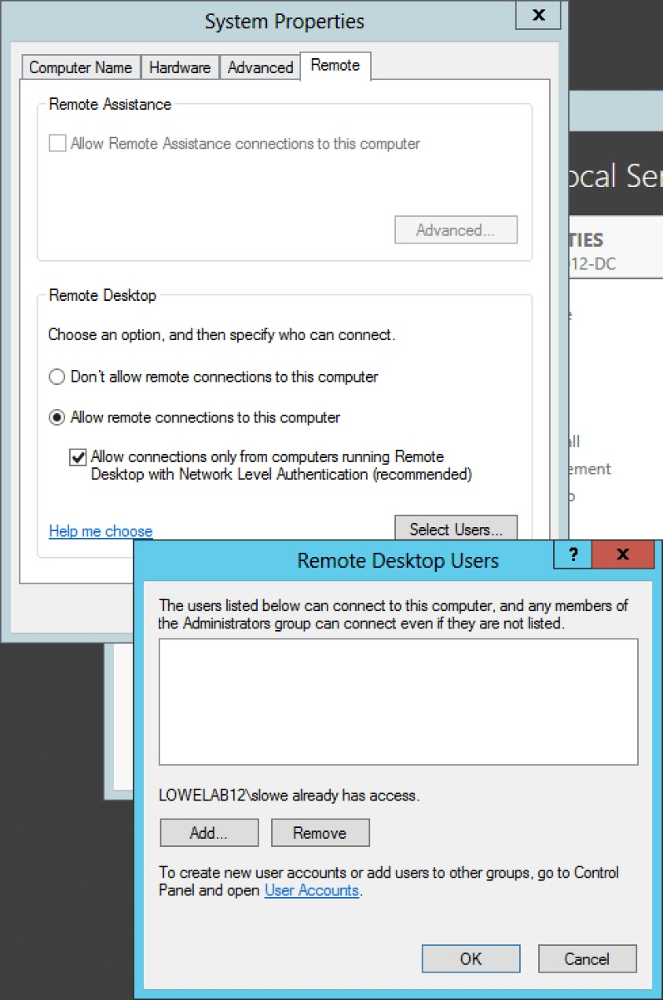 System Properties
x
Computer Name Hardware Advanced Remote
Remote Assistance
Allow Remote Assistance connections to this computer
Advanced...
Remote Desktop
Choose an option, and then specify who can connect.
Don't allow remote connections to this computer
Allow remote connections to this computer
Allow connections only from computers running Remote
Desktop with Network Level Authentication (recommended)
Help me choose
Select Users...
ocal Ser
TIES
12-DC
all
ement
Remote Desktop Users
? x
The users listed below can connect to this computer, and any members of
the Administrators group can connect even if they are not listed.
LOWELAB12\slowe already has access.
Add... Remove
To create new user accounts or add users to other groups, go to Control
Panel and open User Accounts.
OK Cancel